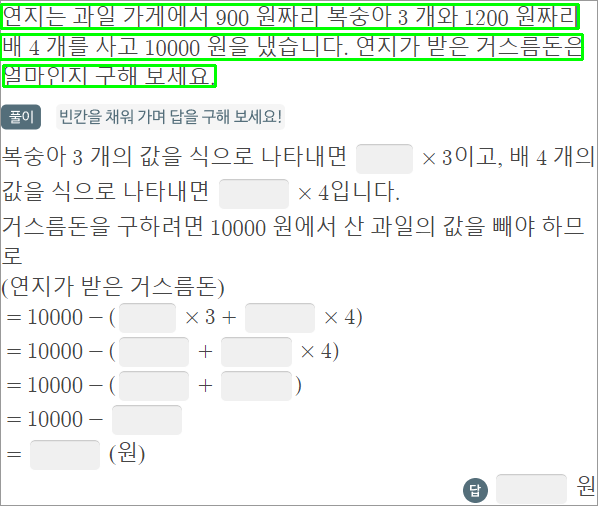 연지는 과일 가게에서 900 원짜리 복숭아 3 개와 1200 원짜리
배 4 개를 사고 10000 원을 냈습니다. 연지가 받은 거스름돈은
얼마인지 구해 보세요.
풀이 빈칸을 채워 가며 답을 구해 보세요!
복숭아 3 개의 값을 식으로 나타내면 × 3이고, 배 4 개의
값을 식으로 나타내면 × 4입니다.
거스름돈을 구하려면 10000 원에서 산 과일의 값을 빼야 하므
로
(연지가 받은 거스름돈)
= 10000 − ( × 3 + × 4)
= 10000 − ( + × 4)
= 10000 − ( + )
= 10000 −
= (원)
답 원